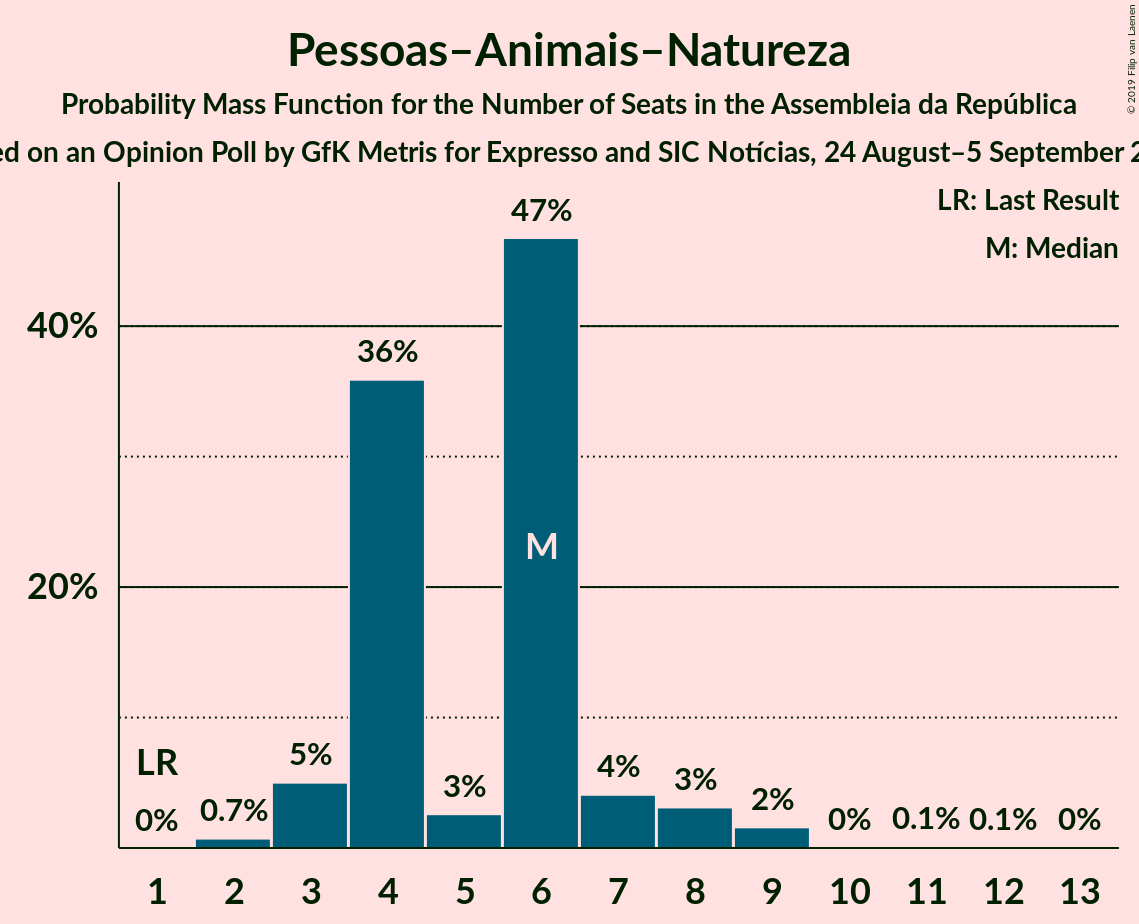 Pessoas–Animais–Natureza
Probability Mass Function for the Number of Seats in the Assembleia da República
on an Opinion Poll by GfK Metris for Expresso and SIC Notícias, 24 August–5 September
© 2019 Filip van Laenen
LR: Last Result
M: Median
47%
40%
36%
M
20%
LR
5%
4%
3%
3%
2%
0%
0.7%
0%
0.1%
0.1%
0%
1 2 3 4 5 6 7 8 9 10 11 12 13